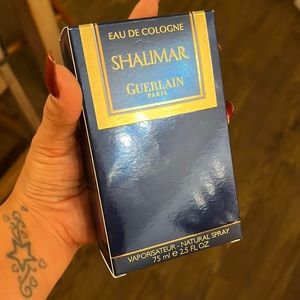 EAU DE COLOGNE
SHALIMAR
GUERLAIN
PARIS
VAPORISATEUR - NATURAL SPRAY
75 ml e 2.5 FL OZ